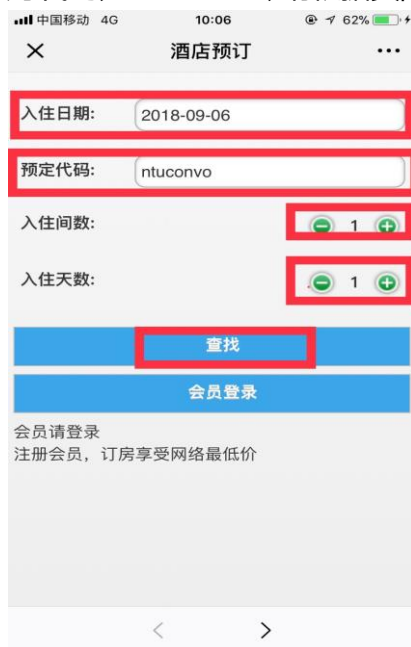 中国移动 4G 10:06 62%
酒店预订
入住日期: 2018-09-06
预定代码: ntuconvo
入住间数: 1
入住天数: 1
查找
会员登录
会员请登录
注册会员，订房享受网络最低价